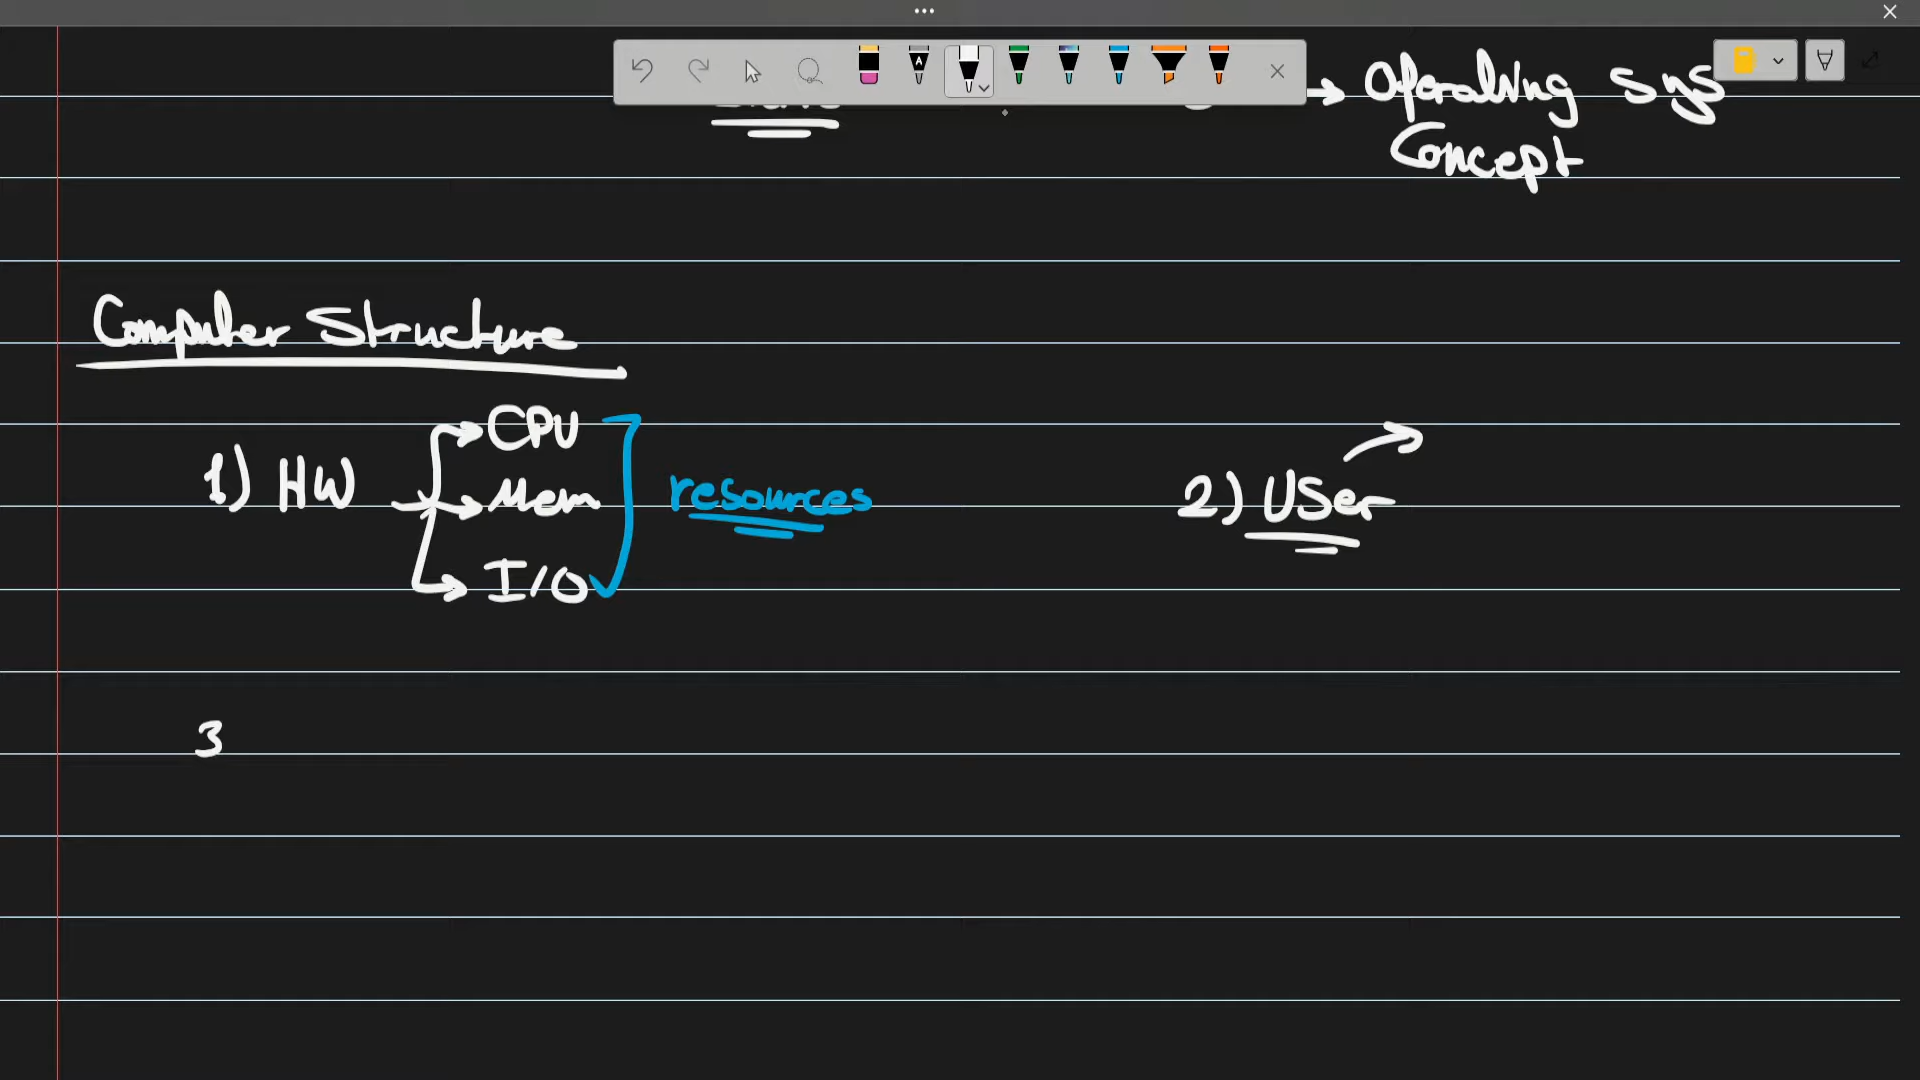 → Operating Sys
Concept
Computer Structure
1) HW → CPU
→ Mem
→ I/O
resources
2) User
3